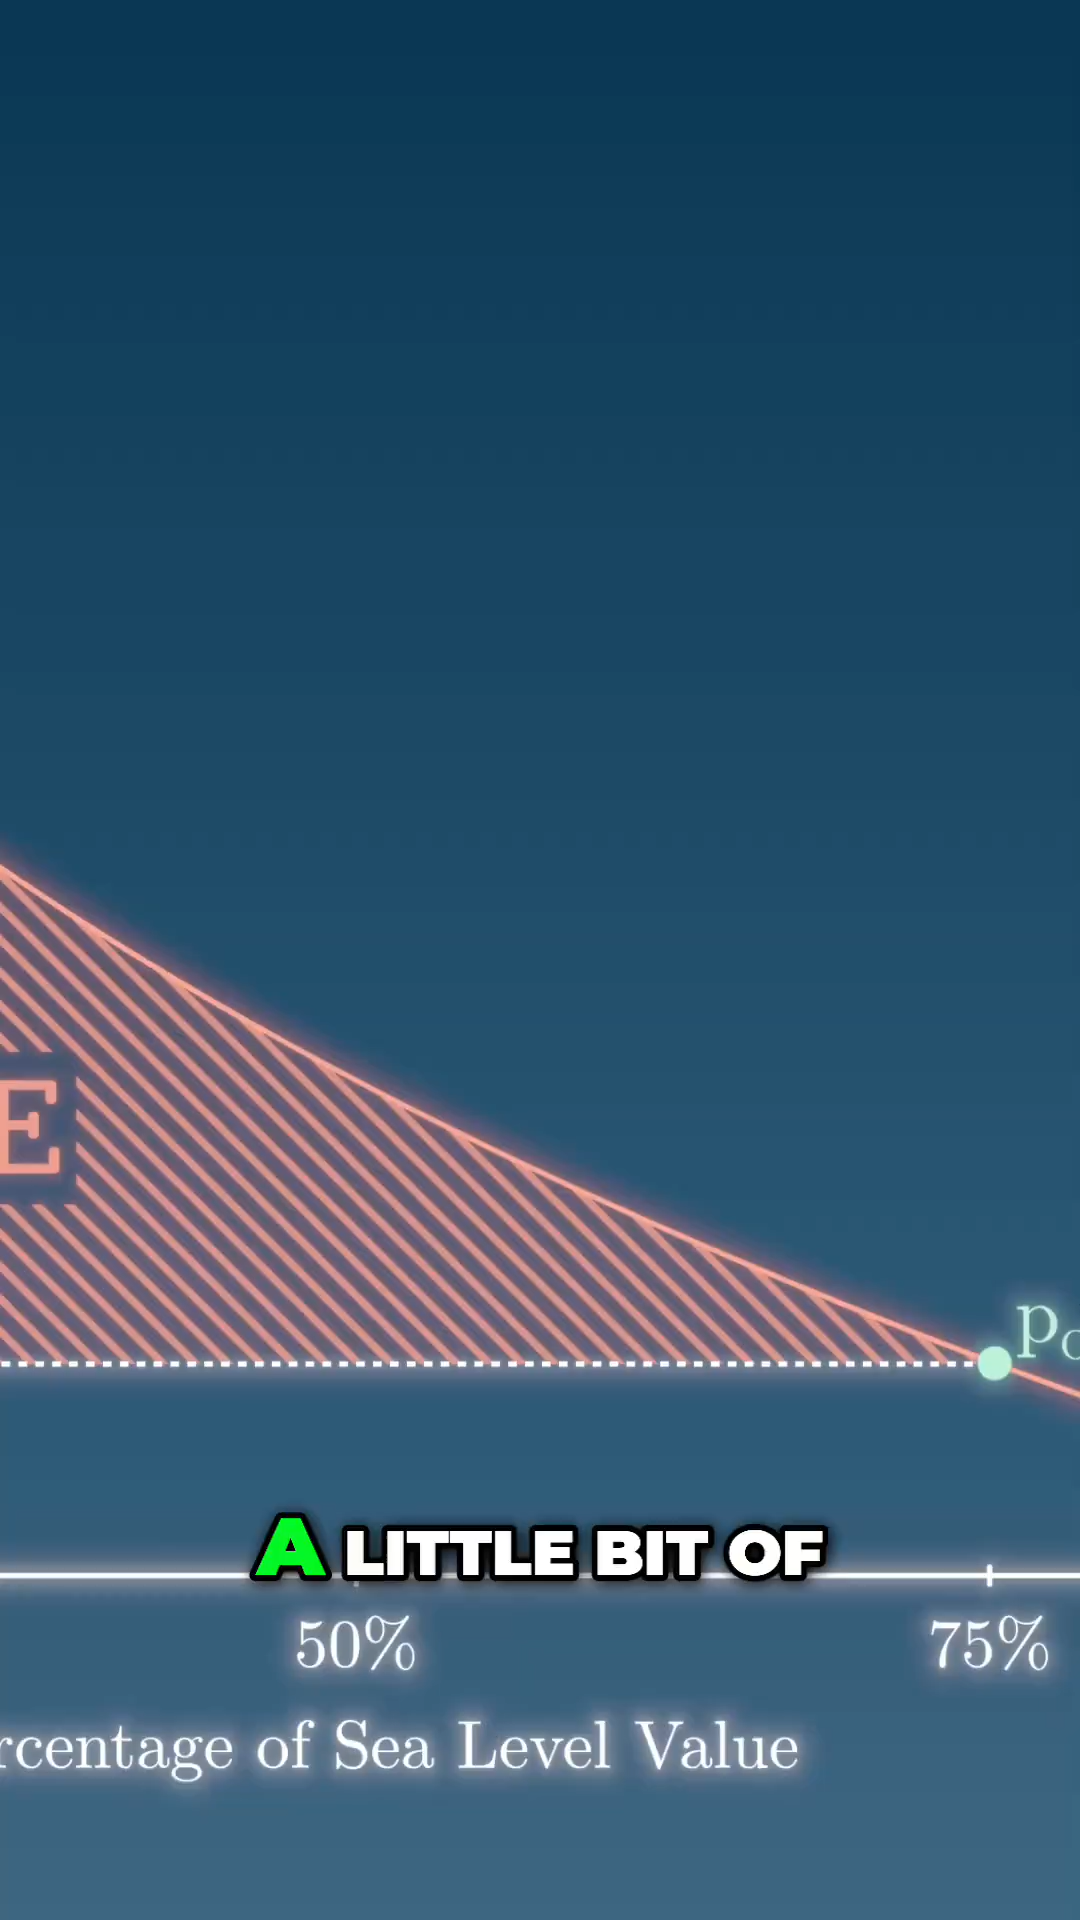 E
p
A LITTLE BIT OF
50% 75%
rcentage of Sea Level Value